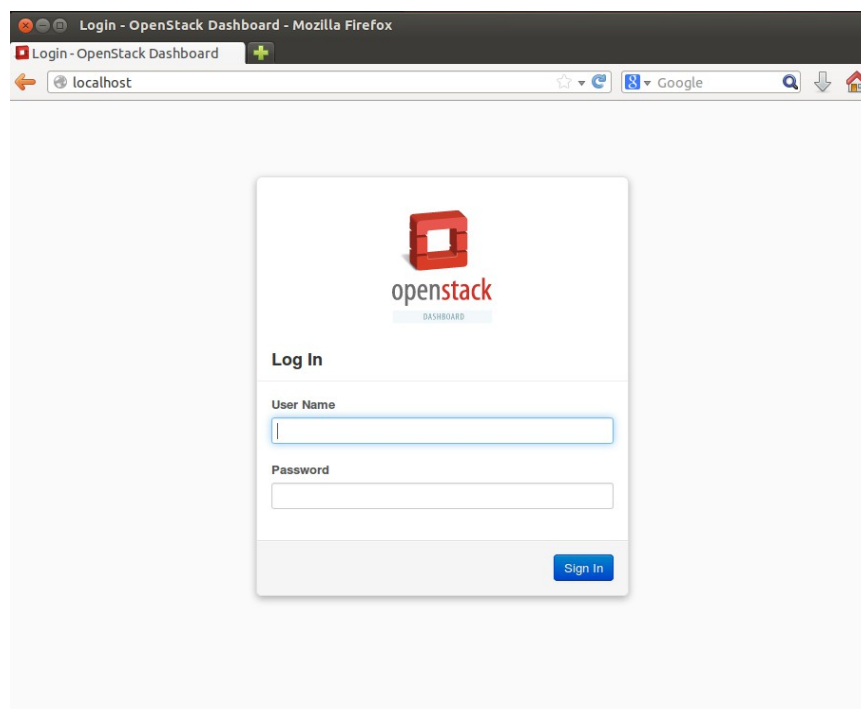 Login - OpenStack Dashboard - Mozilla Firefox
Login - OpenStack Dashboard
localhost
Google
openstack
DASHBOARD
Log In
User Name
Password
Sign In